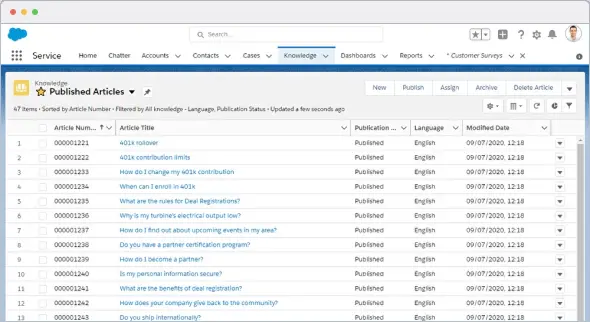 salesforce
Search...
Service Home Chatter Accounts Contacts Cases Knowledge Dashboards Reports * Customer Surveys
Knowledge
Published Articles
New Publish Assign Archive Delete Article
47 items • Sorted by Article Number • Filtered by All knowledge - Language, Publication Status • Updated a few seconds ago
Article Num... Article Title Publication ... Language Modified Date
1 000001221 401k rollover Published English 09/07/2020, 12:18
2 000001222 401k contribution limits Published English 09/07/2020, 12:18
3 000001233 How do I change my 401k contribution Published English 09/07/2020, 12:18
4 000001234 When can I enroll in 401k Published English 09/07/2020, 12:18
5 000001235 What are the rules for Deal Registrations? Published English 09/07/2020, 12:18
6 000001236 Why is my turbine's electrical output low? Published English 09/07/2020, 12:18
7 000001237 How do I find out about upcoming events in my area? Published English 09/07/2020, 12:18
8 000001238 Do you have a partner certification program? Published English 09/07/2020, 12:18
9 000001239 How do I become a partner? Published English 09/07/2020, 12:18
10 000001240 Is my personal information secure? Published English 09/07/2020, 12:18
11 000001241 What are the benefits of deal registration? Published English 09/07/2020, 12:18
12 000001242 How does your company give back to the community? Published English 09/07/2020, 12:18
13 000001243 Do you ship internationally? Published English 09/07/2020, 12:18